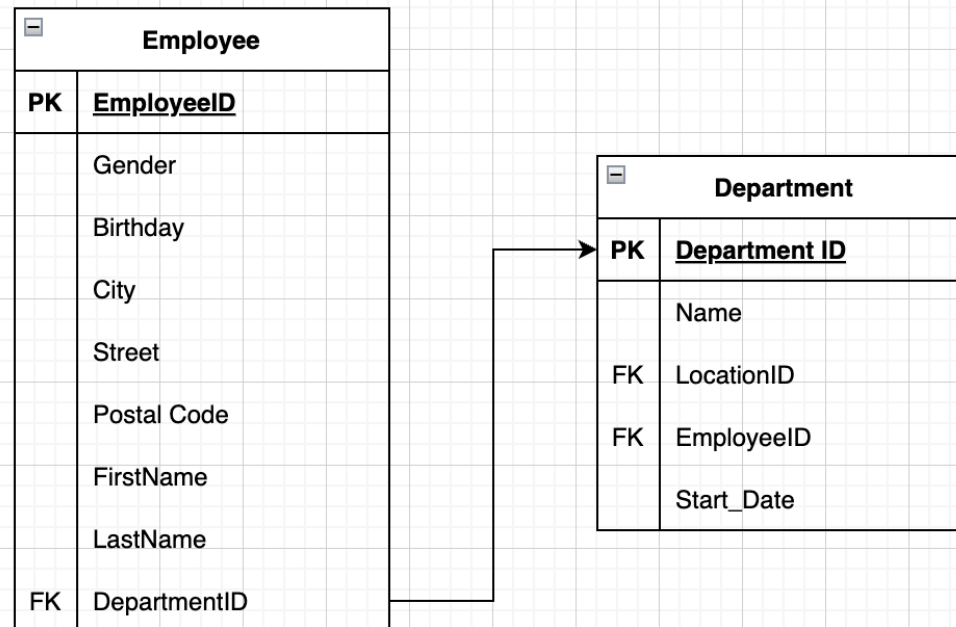 Employee
PK EmployeeID
Gender
Birthday
City
Street
Postal Code
FirstName
LastName
FK DepartmentID
Department
PK Department ID
Name
FK LocationID
FK EmployeeID
Start_Date